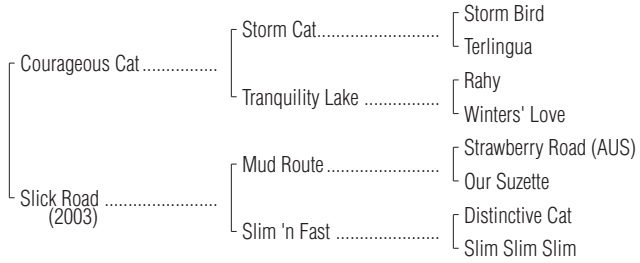 Storm Bird
Storm Cat
Terlingua
Courageous Cat
Rahy
Tranquility Lake
Winters' Love
Strawberry Road (AUS)
Mud Route
Our Suzette
Slick Road
(2003)
Distinctive Cat
Slim 'n Fast
Slim Slim Slim